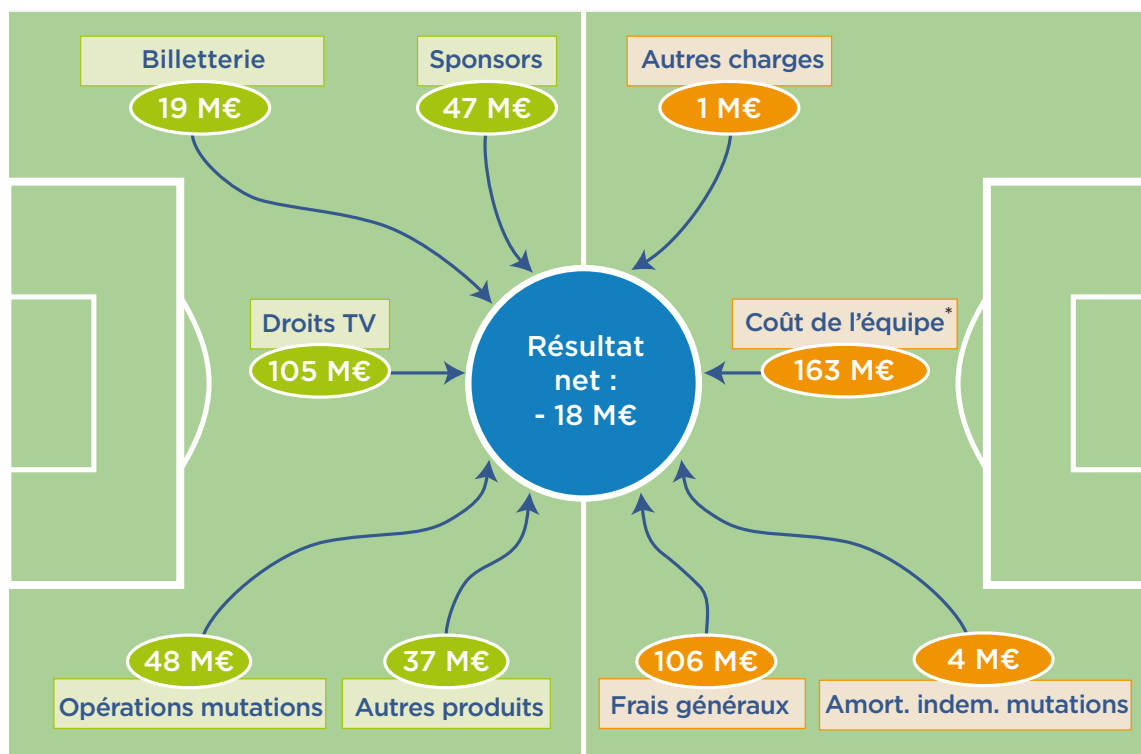 Billetterie
19 M€
Sponsors
47 M€
Autres charges
1 M€
Droits TV
105 M€
Résultat
net :
- 18 M€
Coût de l'équipe*
163 M€
48 M€
Opérations mutations
37 M€
Autres produits
106 M€
Frais généraux
4 M€
Amort. indem. mutations